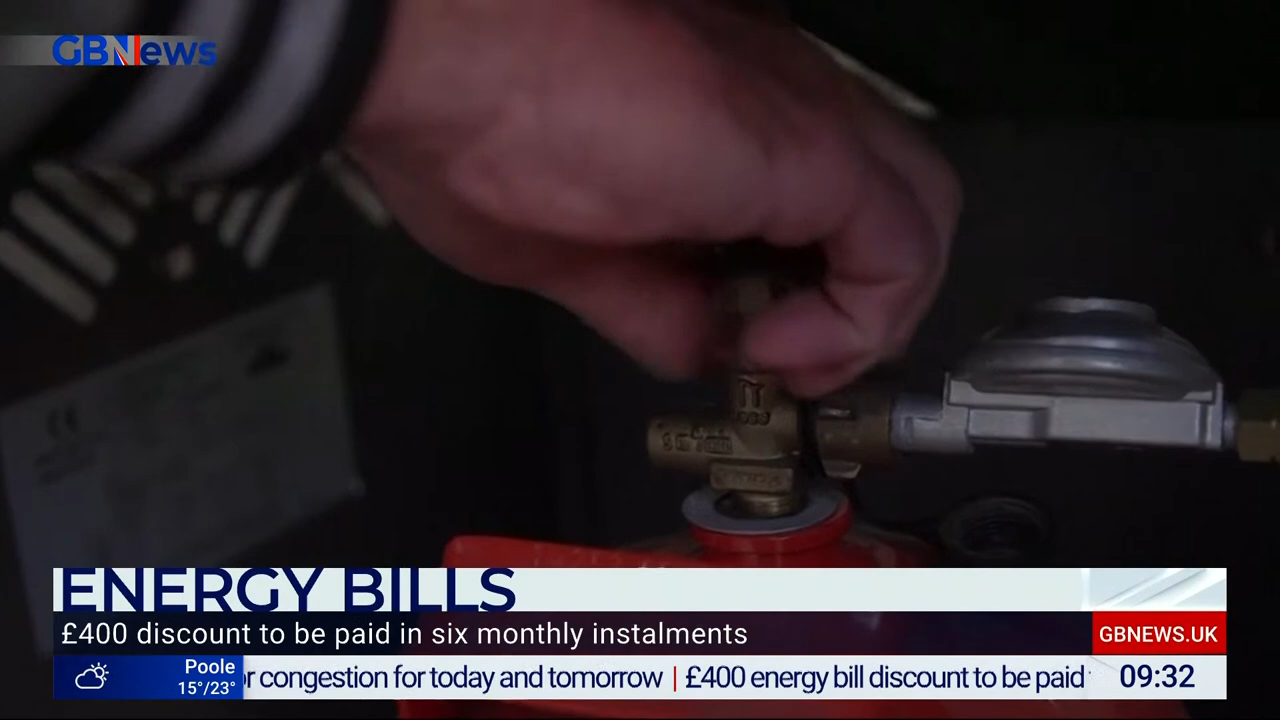 GBNews
ENERGY BILLS
£400 discount to be paid in six monthly instalments
GBNEWS.UK
Poole
15°/23°
congestion for today and tomorrow | £400 energy bill discount to be paid
09:32